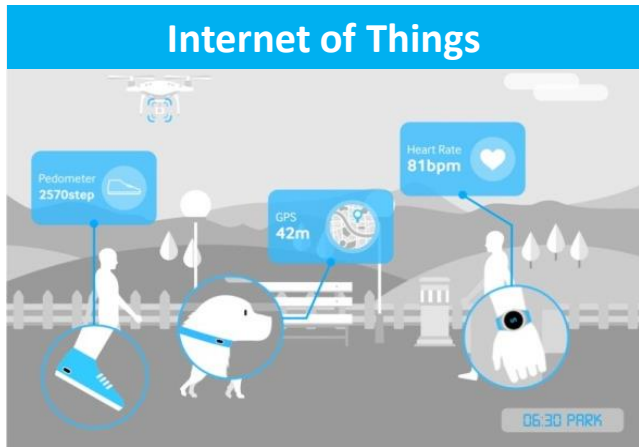 Internet of Things
Heart Rate
81bpm
Pedometer
2570step
GPS
42m
06:30 PARK